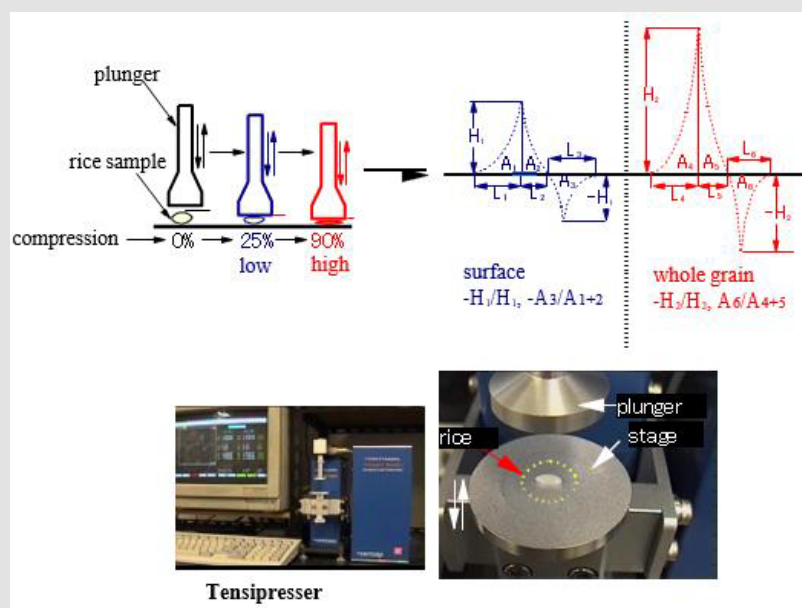 plunger
rice sample
compression
0%
25%
90%
low
high
H₁
A₁
A₂
A₃
L₁
L₂
L₃
-H₁
surface
-H₁/H₁, -A3/A1+2
H₂
A₄
A₅
A₆
L₄
L₅
L₆
-H₂
whole grain
-H₂/H₂, A6/A4+5
plunger
rice
stage
Tensipresser